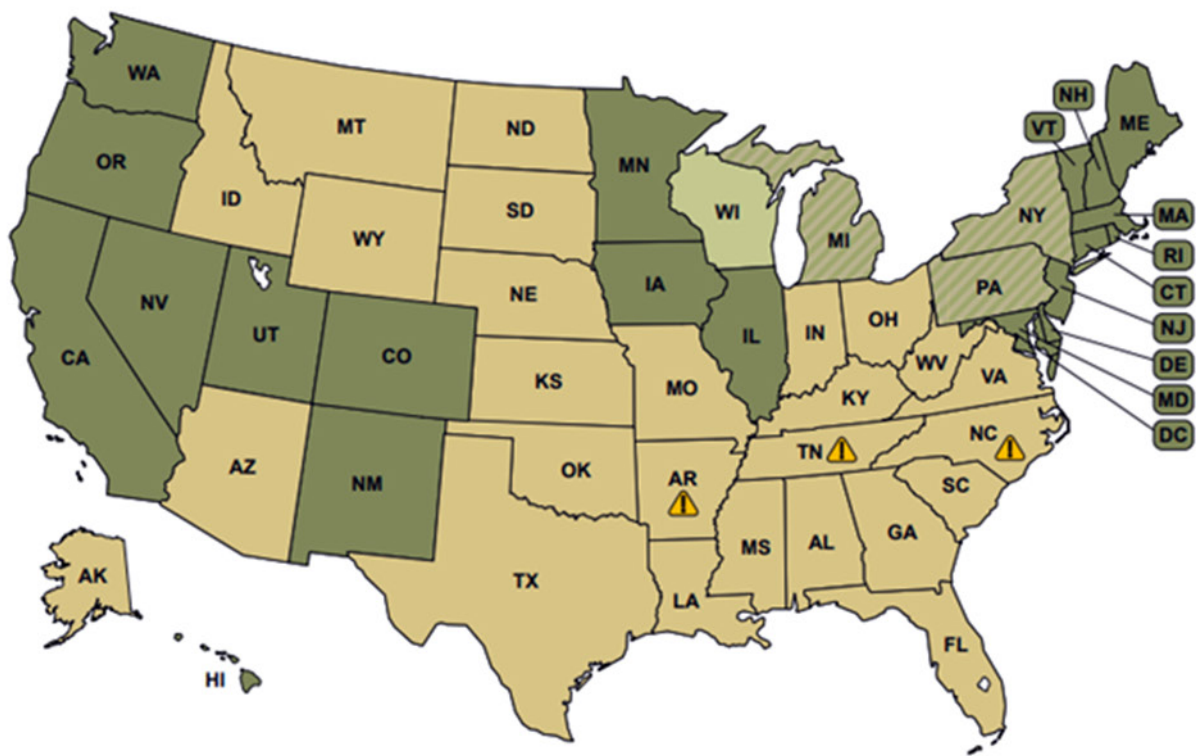 WA
MT
ND
MN
OR
ID
SD
WY
WI
MI
NY
NH
VT
ME
MA
RI
CT
NJ
DE
MD
DC
PA
NV
UT
CA
CO
NE
IA
IL
IN
OH
WV
VA
KS
MO
KY
AZ
NM
OK
AR
!
TN
!
NC
!
SC
TX
LA
MS
AL
GA
FL
AK
HI